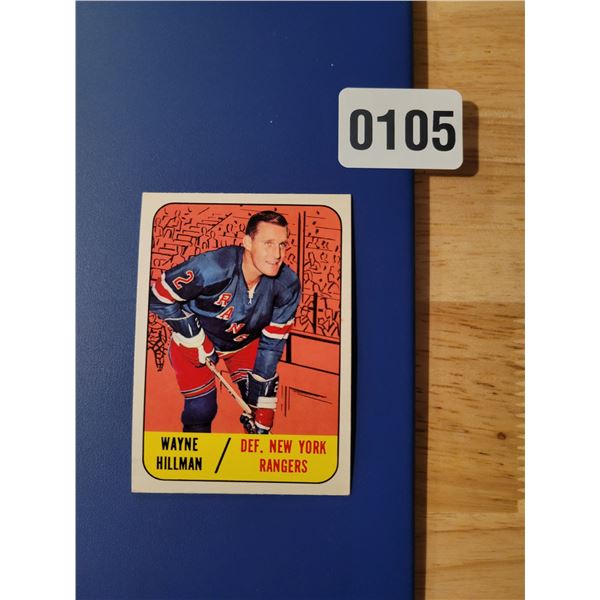 0105
2
RANG
WAYNE HILLMAN
DEF. NEW YORK RANGERS